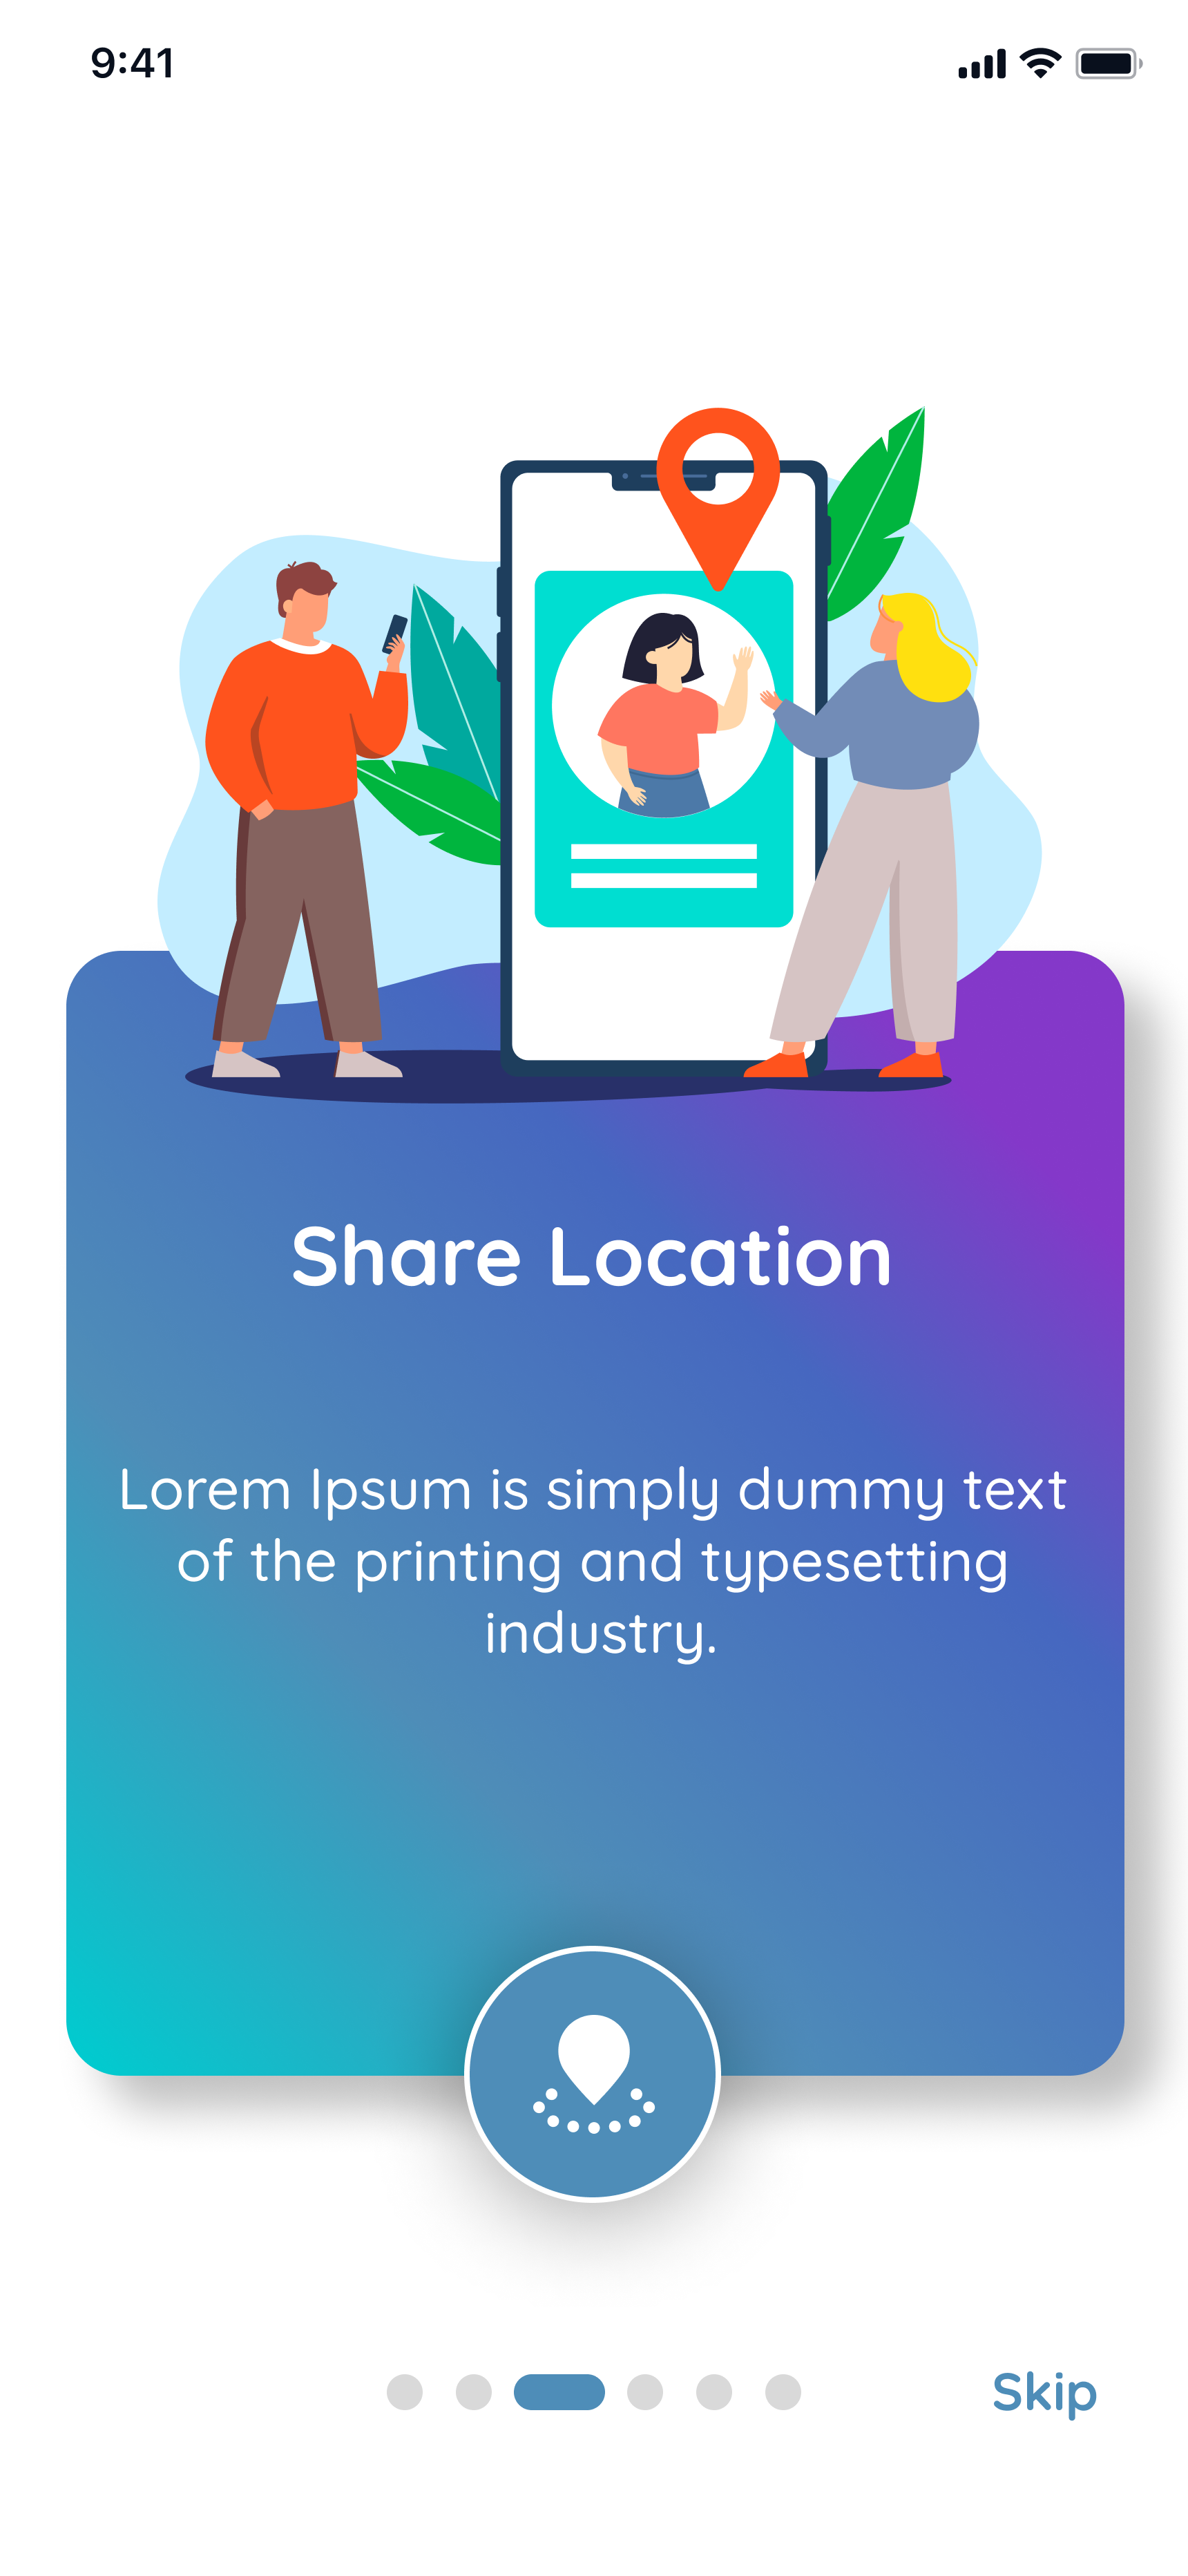 9:41
Share Location
Lorem Ipsum is simply dummy text
of the printing and typesetting
industry.
Skip